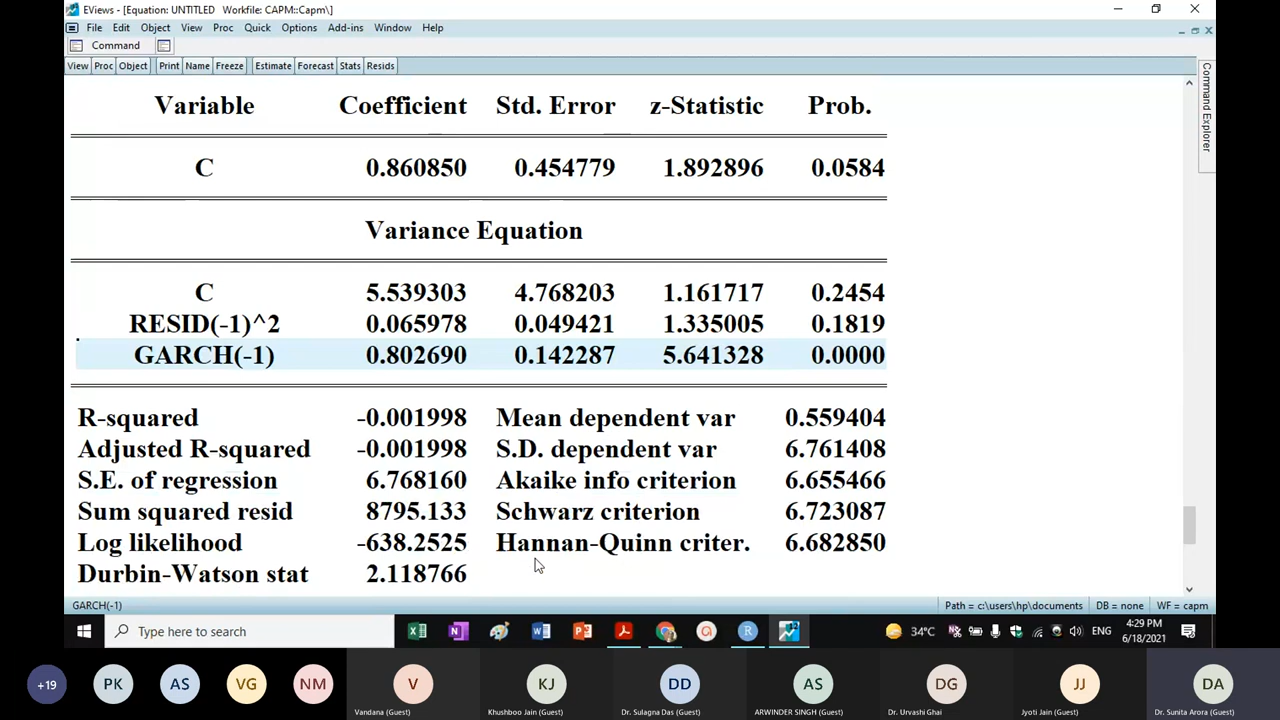 EViews - [Equation: UNTITLED   Workfile: CAPM::Capm\]
File Edit Object View Proc Quick Options Add-ins Window Help
Command
View Proc Object Print Name Freeze Estimate Forecast Stats Resids
Command Explorer
Variable Coefficient Std. Error z-Statistic Prob.
C 0.860850 0.454779 1.892896 0.0584
Variance Equation
C 5.539303 4.768203 1.161717 0.2454
RESID(-1)^2 0.065978 0.049421 1.335005 0.1819
GARCH(-1) 0.802690 0.142287 5.641328 0.0000
R-squared -0.001998 Mean dependent var 0.559404
Adjusted R-squared -0.001998 S.D. dependent var 6.761408
S.E. of regression 6.768160 Akaike info criterion 6.655466
Sum squared resid 8795.133 Schwarz criterion 6.723087
Log likelihood -638.2525 Hannan-Quinn criter. 6.682850
Durbin-Watson stat 2.118766
GARCH(-1) Path = c:\users\hp\documents DB = none WF = capm
Type here to search 34°C ENG 4:29 PM
6/18/2021
+19 PK AS VG NM V KJ DD AS DG JJ DA
Vandana (Guest) Khushboo Jain (Guest) Dr. Sulagna Das (Guest) ARWINDER SINGH (Guest) Dr. Urvashi Ghai Jyoti Jain (Guest) Dr. Sunita Arora (Guest)